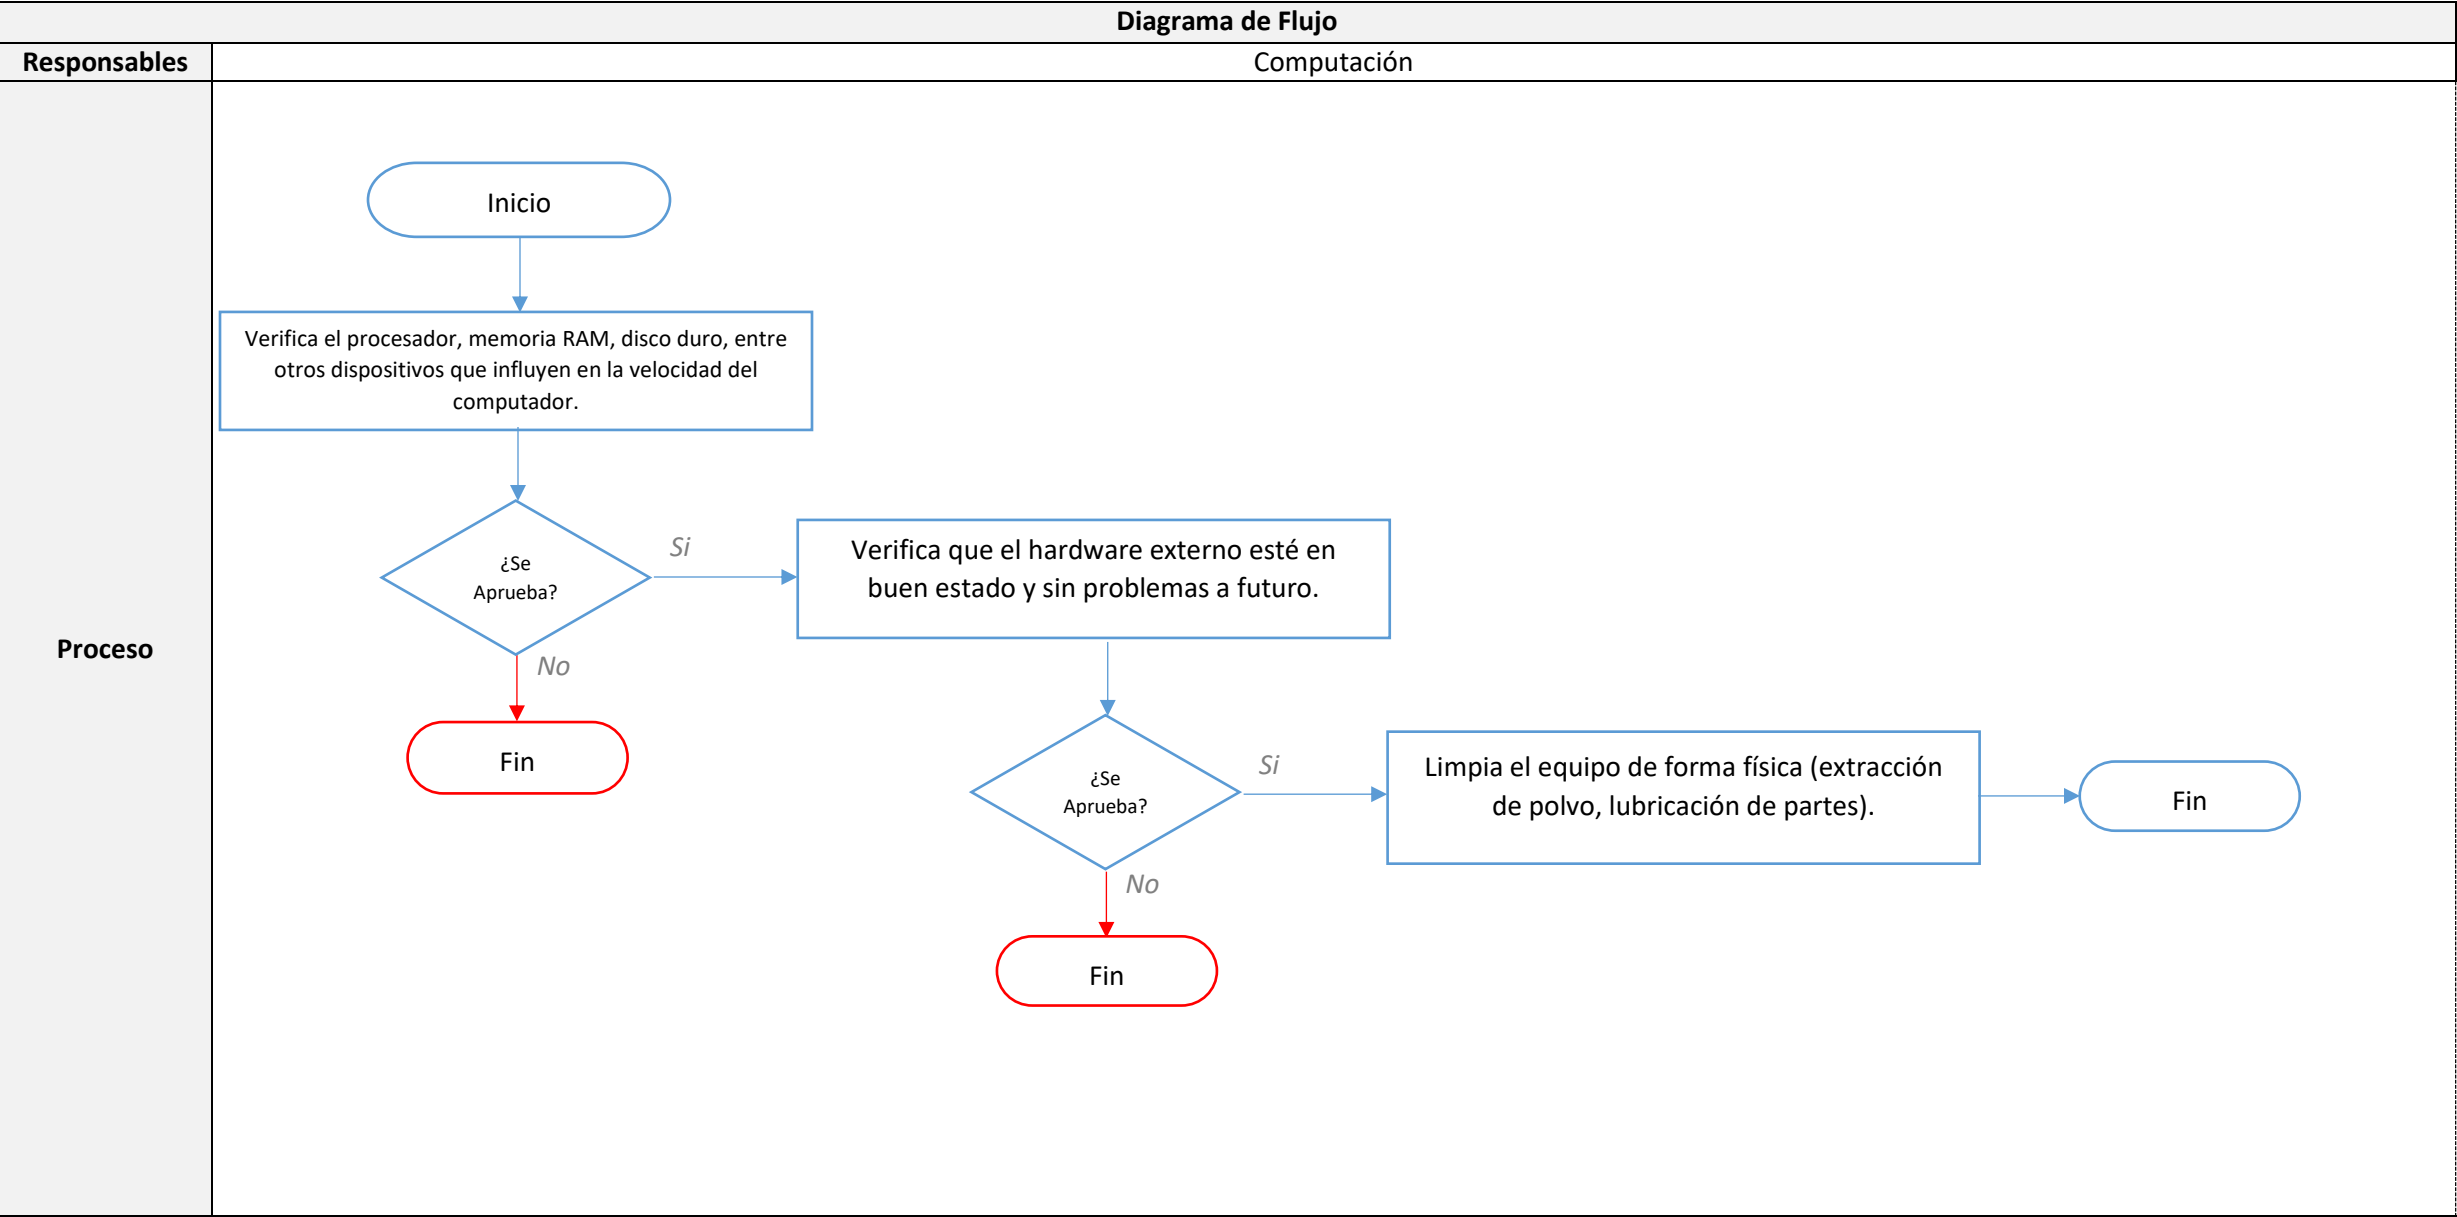 Diagrama de Flujo
Responsables
Computación
Proceso
Inicio
Verifica el procesador, memoria RAM, disco duro, entre
otros dispositivos que influyen en la velocidad del
computador.
¿Se
Aprueba?
Si
No
Fin
Verifica que el hardware externo esté en
buen estado y sin problemas a futuro.
¿Se
Aprueba?
Si
No
Fin
Limpia el equipo de forma física (extracción
de polvo, lubricación de partes).
Fin